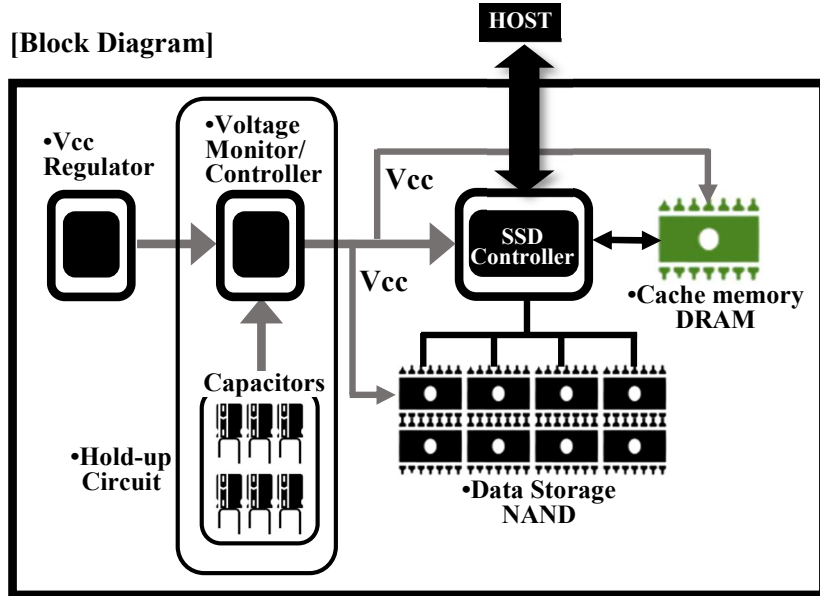 HOST
[Block Diagram]
•Voltage
Monitor/
Controller
•Vcc
Regulator
Vcc
SSD
Controller
Vcc
•Cache memory
DRAM
Capacitors
•Hold-up
Circuit
•Data Storage
NAND